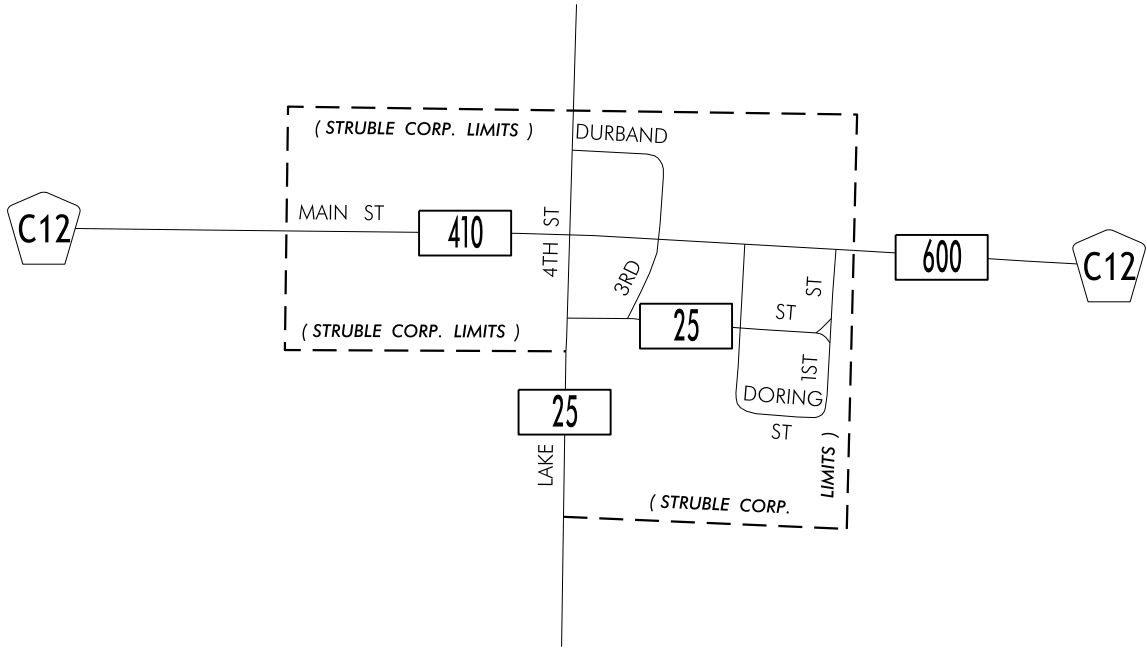 ( STRUBLE CORP. LIMITS )
DURBAND
C12
MAIN ST
410
4TH ST
600
C12
3RD
ST
( STRUBLE CORP. LIMITS )
25
ST
1ST
25
DORING
ST
LAKE
( STRUBLE CORP.
LIMITS )